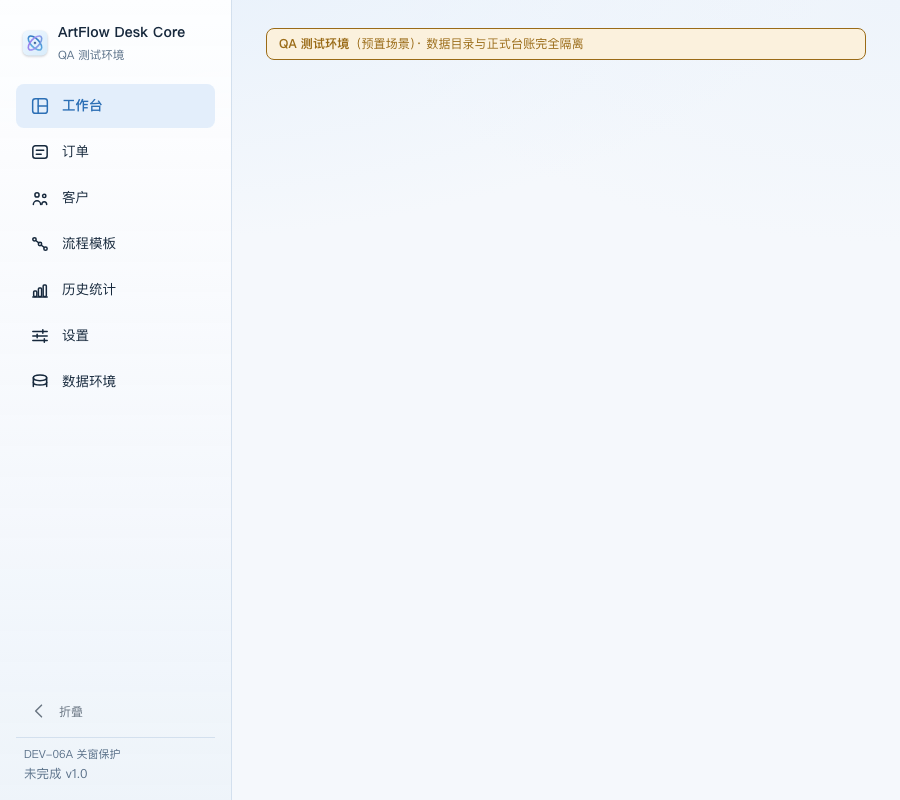 ArtFlow Desk Core
QA 测试环境
工作台
订单
客户
流程模板
历史统计
设置
数据环境
折叠
DEV-06A 关窗保护
未完成 v1.0
QA 测试环境（预置场景）· 数据目录与正式台账完全隔离